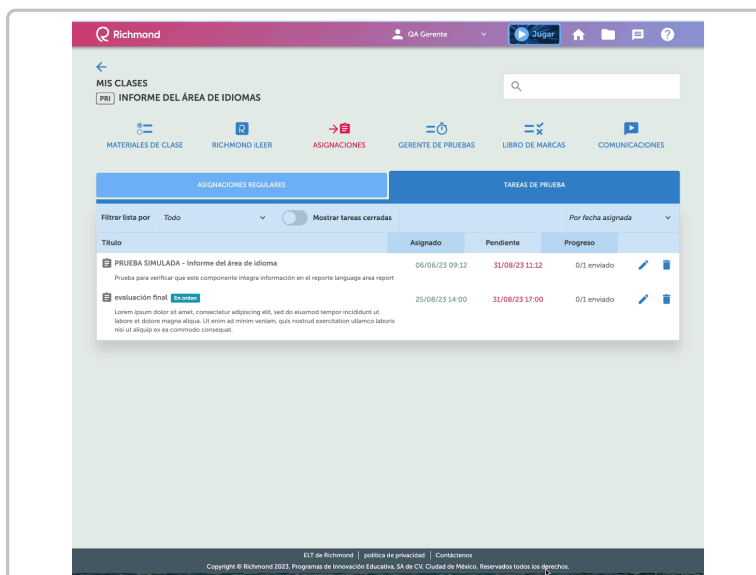 Richmond
QA Gerente
Jugar
MIS CLASES
PRI INFORME DEL ÁREA DE IDIOMAS
MATERIALES DE CLASE
RICHMOND iLEER
ASIGNACIONES
GERENTE DE PRUEBAS
LIBRO DE MARCAS
COMUNICACIONES
ASIGNACIONES REGULARES
TAREAS DE PRUEBA
Filtrar lista por Todo
Mostrar tareas cerradas
Por fecha asignada
Título Asignado Pendiente Progreso
PRUEBA SIMULADA - Informe del área de idioma 06/06/23 09:12 31/08/23 11:12 0/1 enviado
Prueba para verificar que este componente integra información en el reporte language area report
evaluación final En orden 25/08/23 14:00 31/08/23 17:00 0/1 enviado
Lorem ipsum dolor sit amet, consectetur adipiscing elit, sed do eiusmod tempor incididunt ut
labore et dolore magna aliqua. Ut enim ad minim veniam, quis nostrud exercitation ullamco laboris
nisi ut aliquip ex ea commodo consequat.
ELT de Richmond | política de privacidad | Contáctenos
Copyright © Richmond 2023. Programas de Innovación Educativa, SA de CV, Ciudad de México. Reservados todos los derechos.